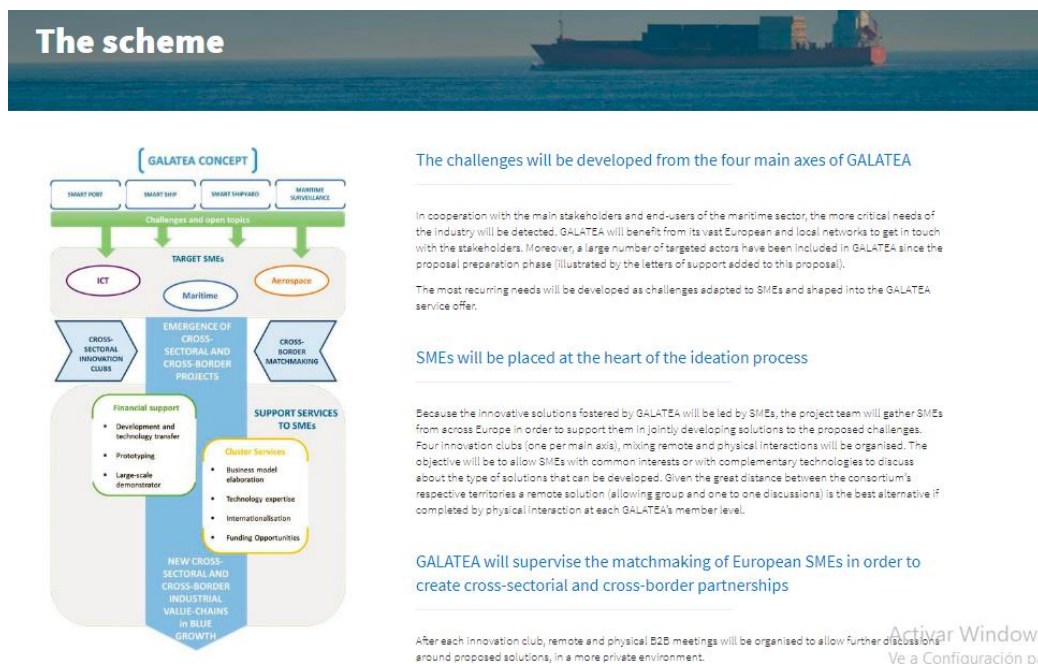 The scheme
[GALATEA CONCEPT]
SMART PORT
SMART SHIP
SMART SHIPYARD
MARITIME
SURVEILLANCE
Challenges and open topics
TARGET SMEs
ICT
Maritime
Aerospace
CROSS-
SECTORAL
INNOVATION
CLUBS
EMERGENCE OF
CROSS-
SECTORAL AND
CROSS-BORDER
PROJECTS
CROSS-
BORDER
MATCHMAKING
Financial support
▪ Development and
technology transfer
▪ Prototyping
▪ Large-scale
demonstrator
SUPPORT SERVICES
TO SMEs
Cluster Services
▪ Business model
elaboration
▪ Technology expertise
▪ Internationalisation
▪ Funding Opportunities
NEW CROSS-
SECTORAL AND
CROSS-BORDER
INDUSTRIAL
VALUE-CHAINS
in BLUE
GROWTH
The challenges will be developed from the four main axes of GALATEA
In cooperation with the main stakeholders and end-users of the maritime sector, the more critical needs of
the industry will be detected. GALATEA will benefit from its vast European and local networks to get in touch
with the stakeholders. Moreover, a large number of targeted actors have been included in GALATEA since the
proposal preparation phase (illustrated by the letters of support added to this proposal).
The most recurring needs will be developed as challenges adapted to SMEs and shaped into the GALATEA
service offer.
SMEs will be placed at the heart of the ideation process
Because the innovative solutions fostered by GALATEA will be led by SMEs, the project team will gather SMEs
from across Europe in order to support them in jointly developing solutions to the proposed challenges.
Four innovation clubs (one per main axis), mixing remote and physical interactions will be organised. The
objective will be to allow SMEs with common interests or with complementary technologies to discuss
about the type of solutions that can be developed. Given the great distance between the consortium's
respective territories a remote solution (allowing group and one to one discussions) is the best alternative if
completed by physical interaction at each GALATEA's member level.
GALATEA will supervise the matchmaking of European SMEs in order to
create cross-sectorial and cross-border partnerships
After each innovation club, remote and physical B2B meetings will be organised to allow further discussions
around proposed solutions, in a more private environment.
Activar Window
Ve a Configuración p